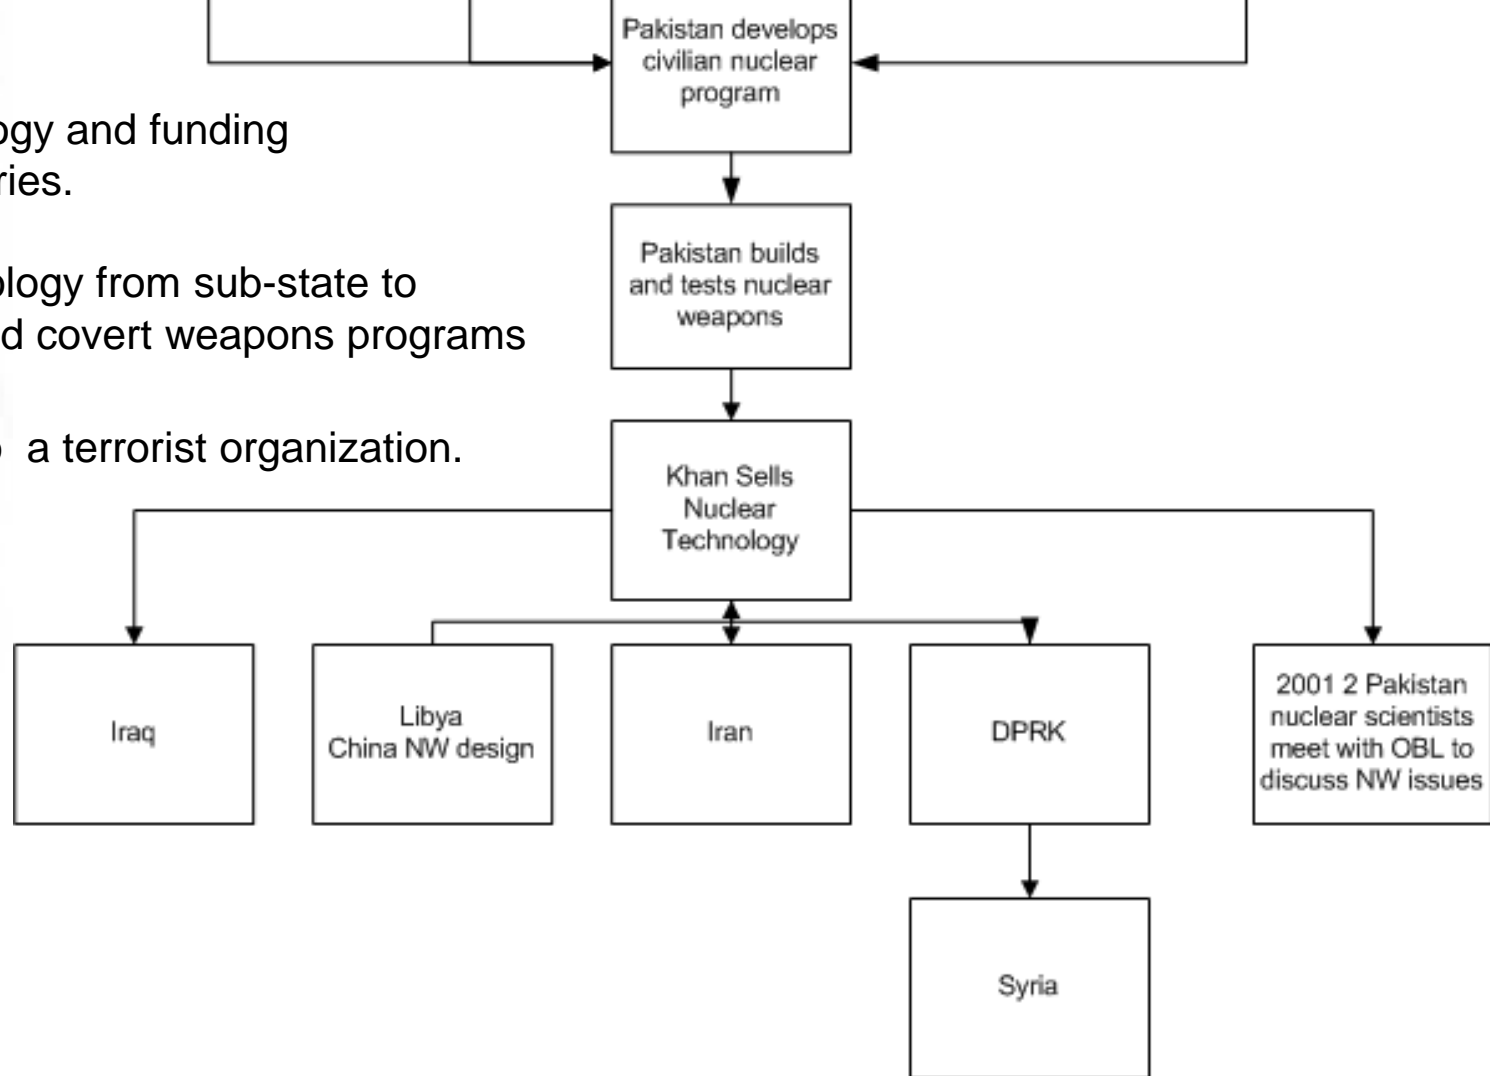 Pakistan develops
civilian nuclear
program
ogy and funding
ries.
Pakistan builds
and tests nuclear
weapons
ology from sub-state to
d covert weapons programs
a terrorist organization.
Khan Sells
Nuclear
Technology
Iraq
Libya
China NW design
Iran
DPRK
2001 2 Pakistan
nuclear scientists
meet with OBL to
discuss NW issues
Syria